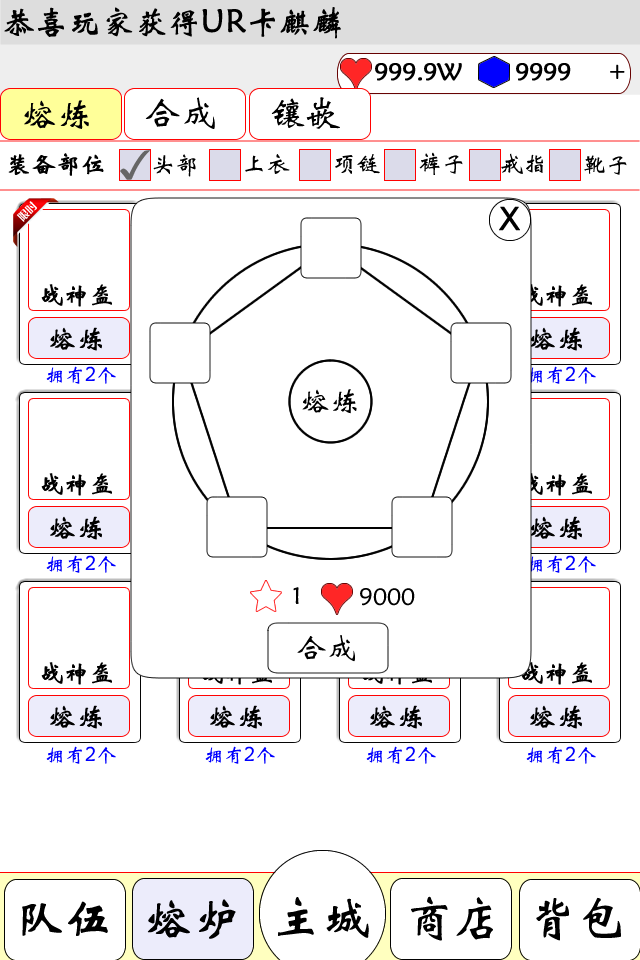 恭喜玩家获得UR卡麒麟
999.9W 9999 +
熔炼 合成 镶嵌
装备部位 头部 上衣 项链 裤子 戒指 靴子
限时
X
战神盔 战神盔
熔炼 熔炼
拥有2个 拥有2个
熔炼
战神盔 战神盔
熔炼 熔炼
拥有2个 拥有2个
1 9000
合成
战神盔 战神盔 战神盔 战神盔
熔炼 熔炼 熔炼 熔炼
拥有2个 拥有2个 拥有2个 拥有2个
队伍 熔炉 主城 商店 背包